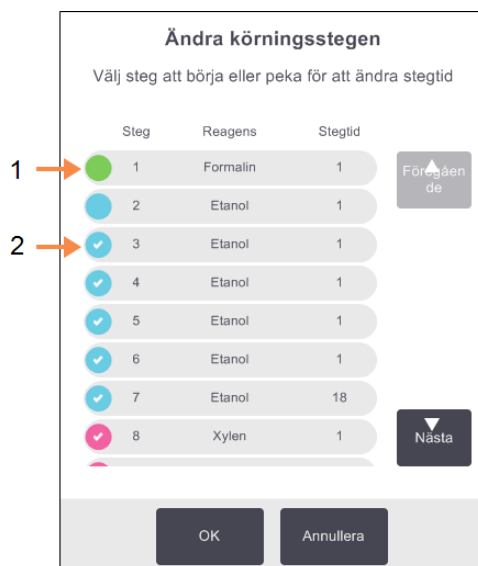 Ändra körningsstegen
Välj steg att börja eller peka för att ändra stegtid
Steg Reagens Stegtid
1 1 Formalin 1
2 Etanol 1
2 3 Etanol 1
4 Etanol 1
5 Etanol 1
6 Etanol 1
7 Etanol 18
8 Xylen 1
Föregåen
de
Nästa
OK Annullera